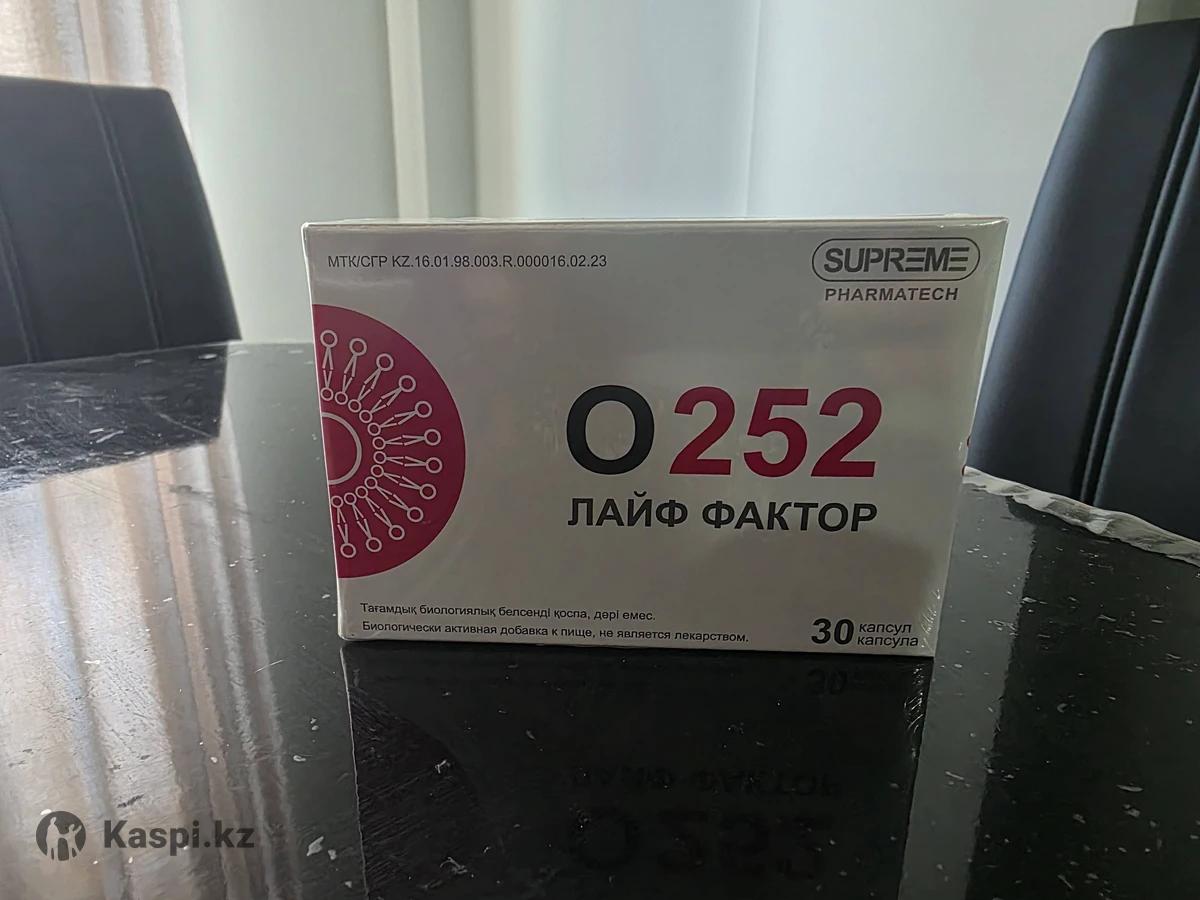 МТК/СГР KZ.16.01.98.003.R.000016.02.23
SUPREME
PHARMATECH
О252
ЛАЙФ ФАКТОР
Тағамдық биологиялық белсенді қоспа, дәрі емес.
Биологически активная добавка к пище, не является лекарством.
30 капсул
капсула
Kaspi.kz